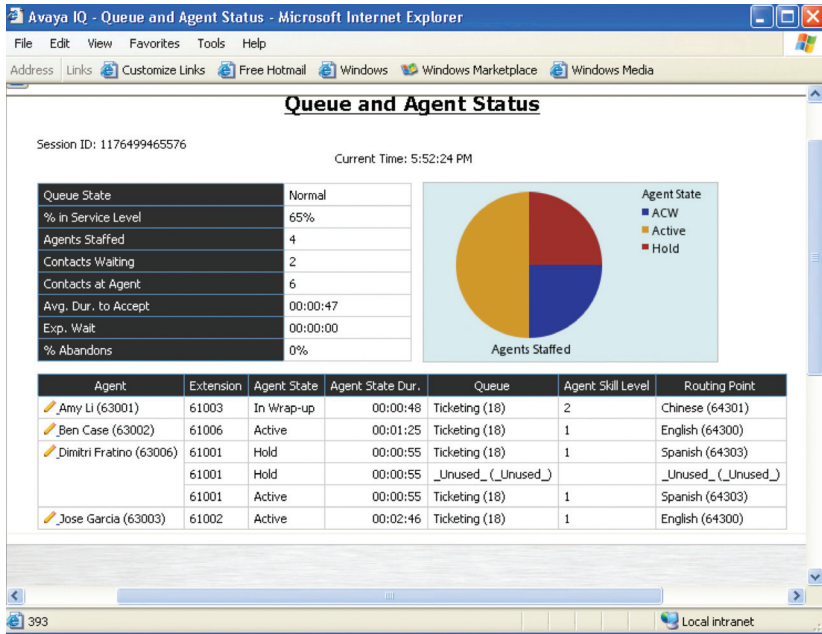 Avaya IQ - Queue and Agent Status - Microsoft Internet Explorer
File Edit View Favorites Tools Help
Address Links Customize Links Free Hotmail Windows Windows Marketplace Windows Media
Queue and Agent Status
Session ID: 1176499465576
Current Time: 5:52:24 PM
Queue State Normal
% in Service Level 65%
Agents Staffed 4
Contacts Waiting 2
Contacts at Agent 6
Avg. Dur. to Accept 00:00:47
Exp. Wait 00:00:00
% Abandons 0%
Agent State
ACW
Active
Hold
Agents Staffed
Agent Extension Agent State Agent State Dur. Queue Agent Skill Level Routing Point
Amy Li (63001) 61003 In Wrap-up 00:00:48 Ticketing (18) 2 Chinese (64301)
Ben Case (63002) 61006 Active 00:01:25 Ticketing (18) 1 English (64300)
Dimitri Fratino (63006) 61001 Hold 00:00:55 Ticketing (18) 1 Spanish (64303)
61001 Hold 00:00:55 _Unused_ (_Unused_) _Unused_ (_Unused_)
61001 Active 00:00:55 Ticketing (18) 1 Spanish (64303)
Jose Garcia (63003) 61002 Active 00:02:46 Ticketing (18) 1 English (64300)
393 Local intranet